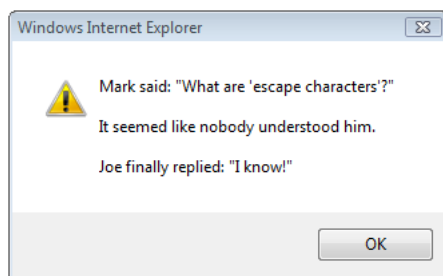 Windows Internet Explorer
Mark said: "What are 'escape characters'?"
It seemed like nobody understood him.
Joe finally replied: "I know!"
OK